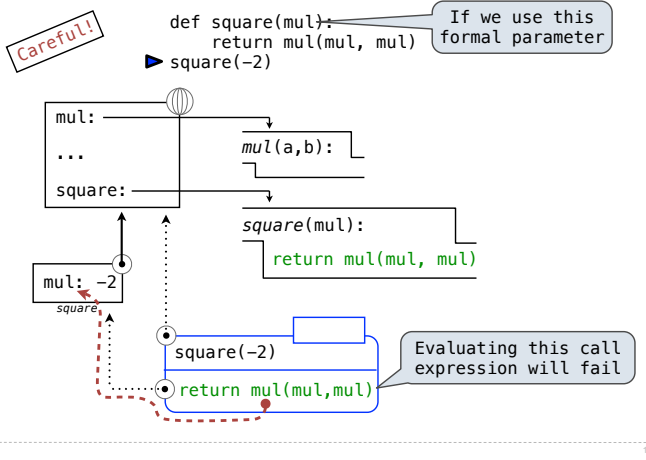 Careful!
def square(mul):
return mul(mul, mul)
square(−2)
If we use this
formal parameter
mul:
...
square:
mul(a,b):
square(mul):
return mul(mul, mul)
mul: −2
square
square(−2)
return mul(mul,mul)
Evaluating this call
expression will fail
1